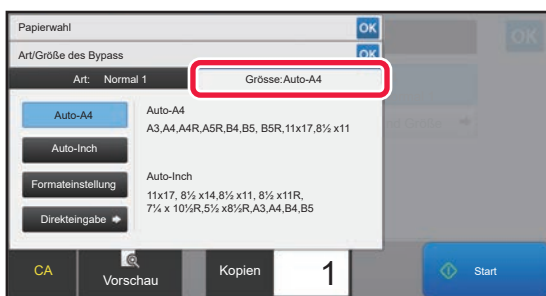 Papierwahl OK
OK
Art/Größe des Bypass OK
Art: Normal 1 Grösse:Auto-A4
Auto-A4
Auto-Inch
Formateinstellung
Direkteingabe
Auto-A4
A3,A4,A4R,A5R,B4,B5, B5R,11x17,8½ x11
Auto-Inch
11x17, 8½ x14,8½ x11, 8½ x11R,
7¼ x 10½R,5½ x8½R,A3,A4,B4,B5
CA
Vorschau
Kopien
1
Start